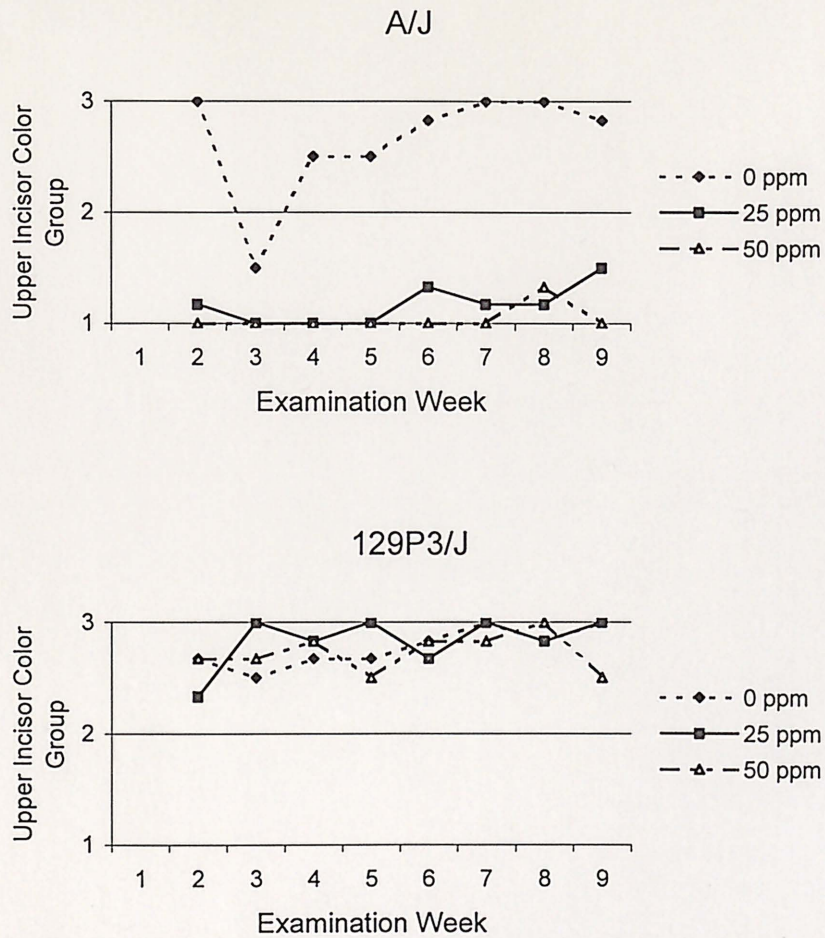 A/J
Upper Incisor Color
Group
3
2
1
1 2 3 4 5 6 7 8 9
Examination Week
0 ppm
25 ppm
50 ppm
129P3/J
Upper Incisor Color
Group
3
2
1
1 2 3 4 5 6 7 8 9
Examination Week
0 ppm
25 ppm
50 ppm